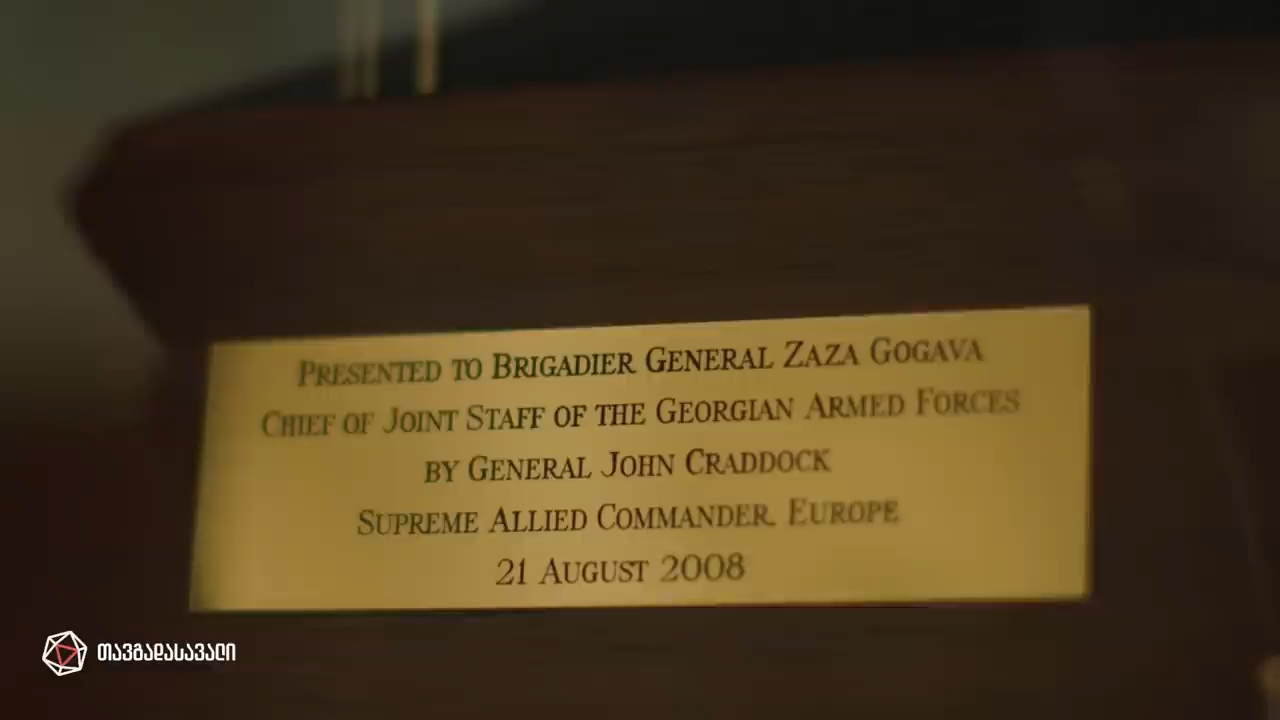 PRESENTED TO BRIGADIER GENERAL ZAZA GOGAVA
CHIEF OF JOINT STAFF OF THE GEORGIAN ARMED FORCES
BY GENERAL JOHN CRADDOCK
SUPREME ALLIED COMMANDER, EUROPE
21 AUGUST 2008
თავგადასავალი